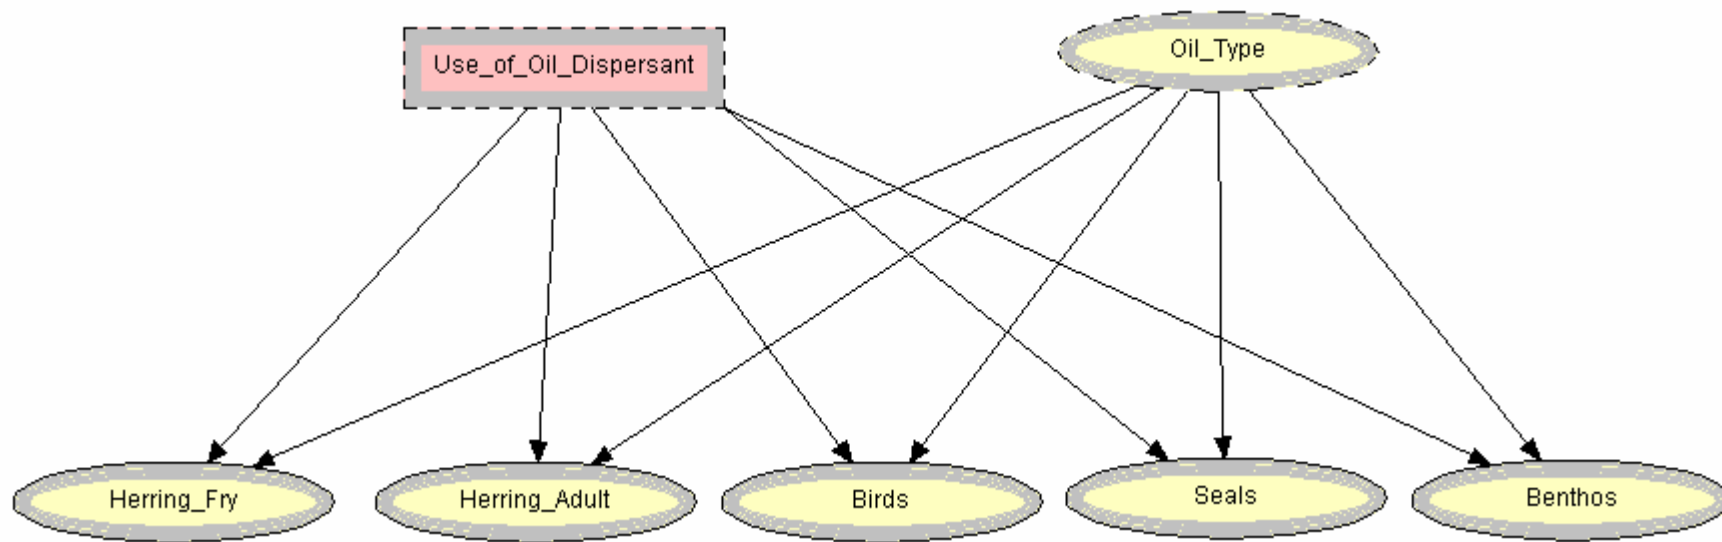 Use_of_Oil_Dispersant
Oil_Type
Herring_Fry
Herring_Adult
Birds
Seals
Benthos